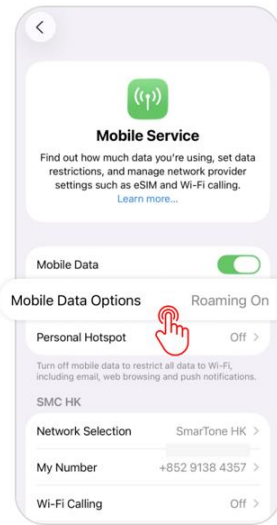 Mobile Service
Find out how much data you're using, set data
restrictions, and manage network provider
settings such as eSIM and Wi-Fi calling.
Learn more...
Mobile Data
Mobile Data Options Roaming On
Personal Hotspot Off
Turn off mobile data to restrict all data to Wi-Fi,
including email, web browsing and push notifications.
SMC HK
Network Selection SmarTone HK
My Number +852 9138 4357
Wi-Fi Calling Off